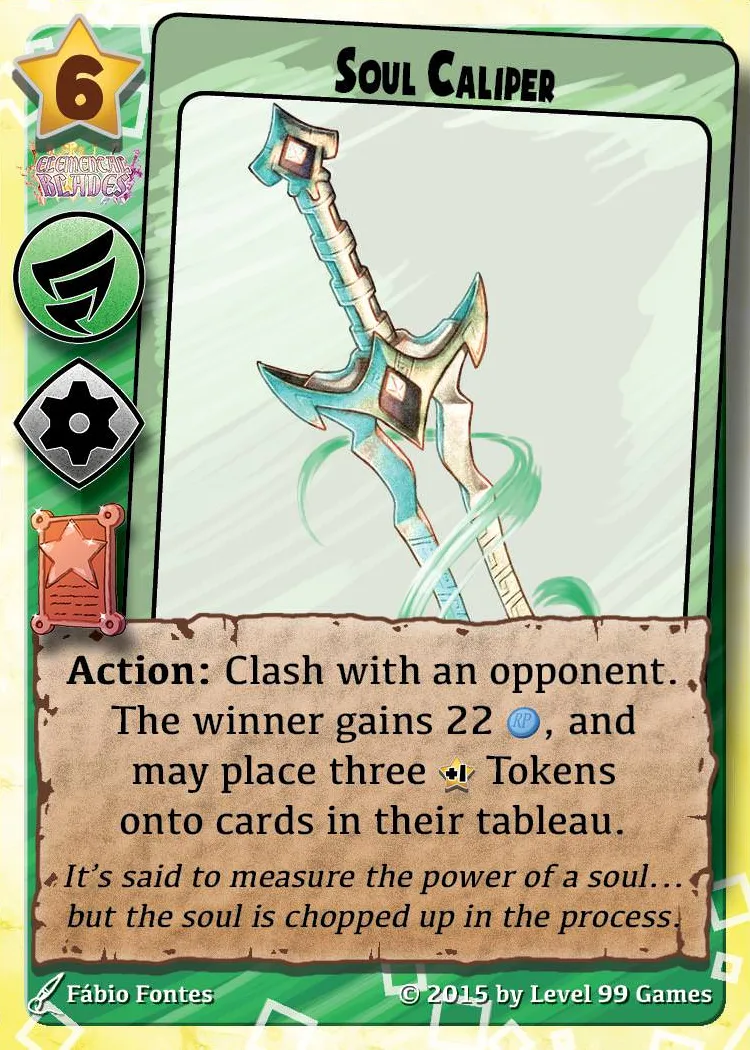 6
SOUL CALIPER
ELEMENTAL
BLADES
Action: Clash with an opponent.
The winner gains 22 RP, and
may place three +1 Tokens
onto cards in their tableau.
It's said to measure the power of a soul...
but the soul is chopped up in the process.
Fábio Fontes
© 2015 by Level 99 Games